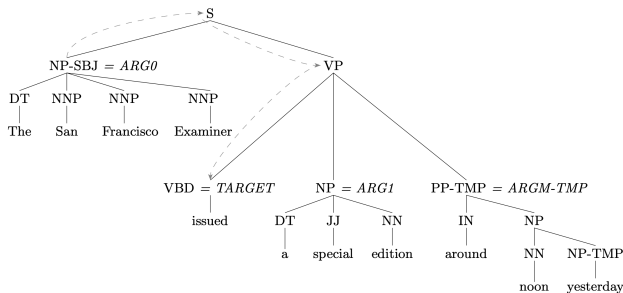 S
NP-SBJ = ARG0 VP
DT NNP NNP NNP
The San Francisco Examiner
VBD = TARGET NP = ARG1 PP-TMP = ARGM-TMP
issued DT JJ NN IN NP
a special edition around NN NP-TMP
noon yesterday